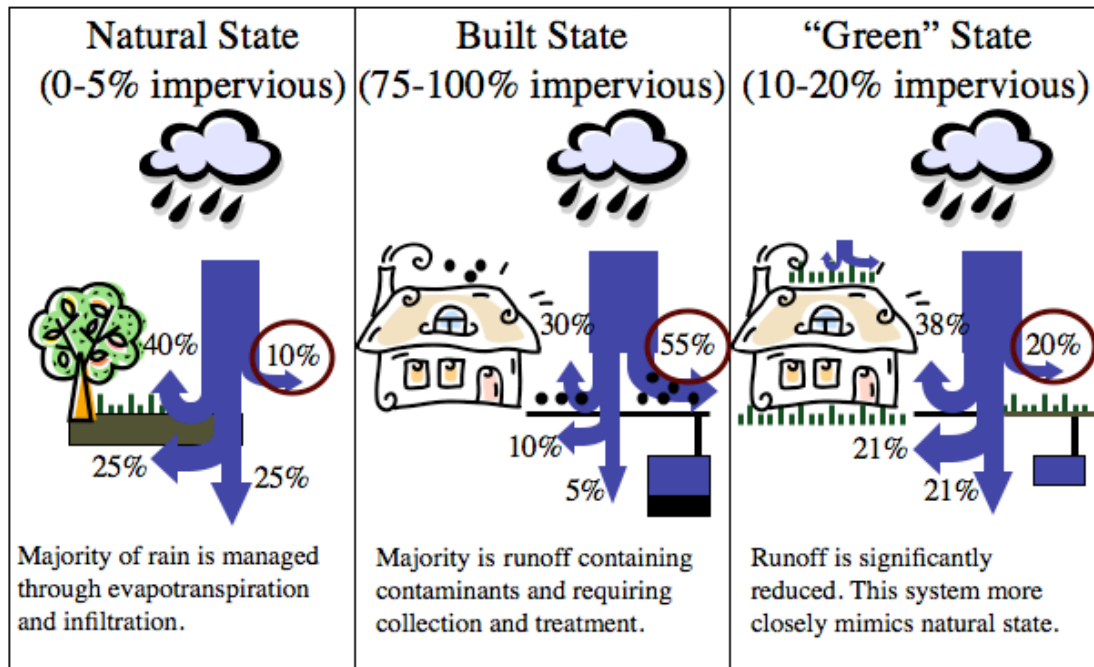 Natural State
(0-5% impervious)
40%
10%
25%
25%
Majority of rain is managed
through evapotranspiration
and infiltration.
Built State
(75-100% impervious)
30%
55%
10%
5%
Majority is runoff containing
contaminants and requiring
collection and treatment.
“Green” State
(10-20% impervious)
38%
20%
21%
21%
Runoff is significantly
reduced. This system more
closely mimics natural state.